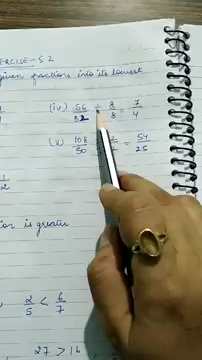 EXERCISE - 5.2
given fractions into its lowest
(iv) 56/32 ÷ 8/8 = 7/4
(v) 108/50 = 54/25
is greater
2/5 < 6/7
27 > 16